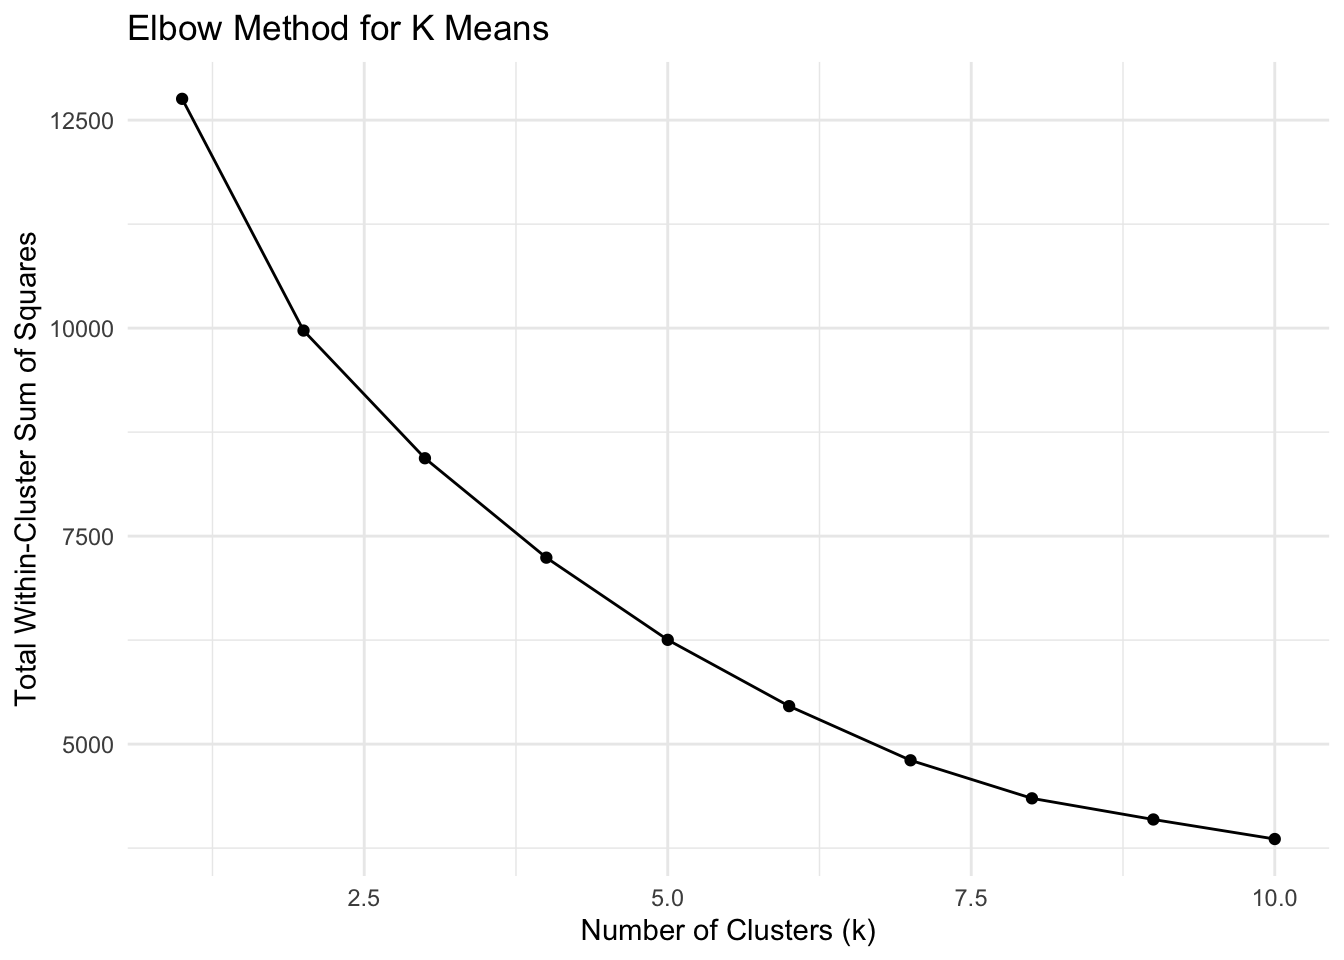 Elbow Method for K Means
Total Within-Cluster Sum of Squares
12500
10000
7500
5000
2.5 5.0 7.5 10.0
Number of Clusters (k)